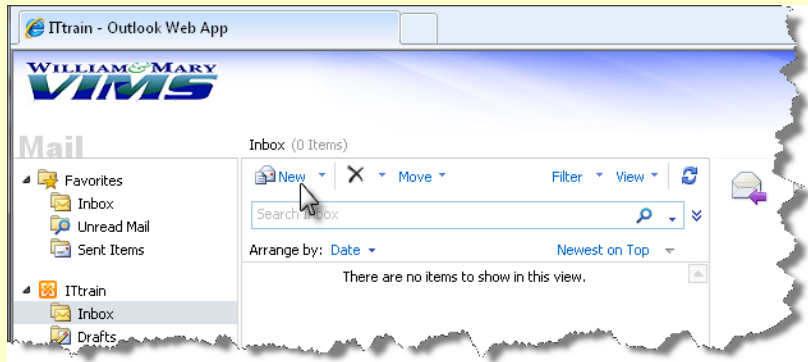 ITtrain - Outlook Web App
WILLIAM & MARY
VIMS
Mail
Inbox (0 Items)
New
Move
Filter
View
Search Inbox
Favorites
Inbox
Unread Mail
Sent Items
Arrange by: Date
Newest on Top
There are no items to show in this view.
ITtrain
Inbox
Drafts